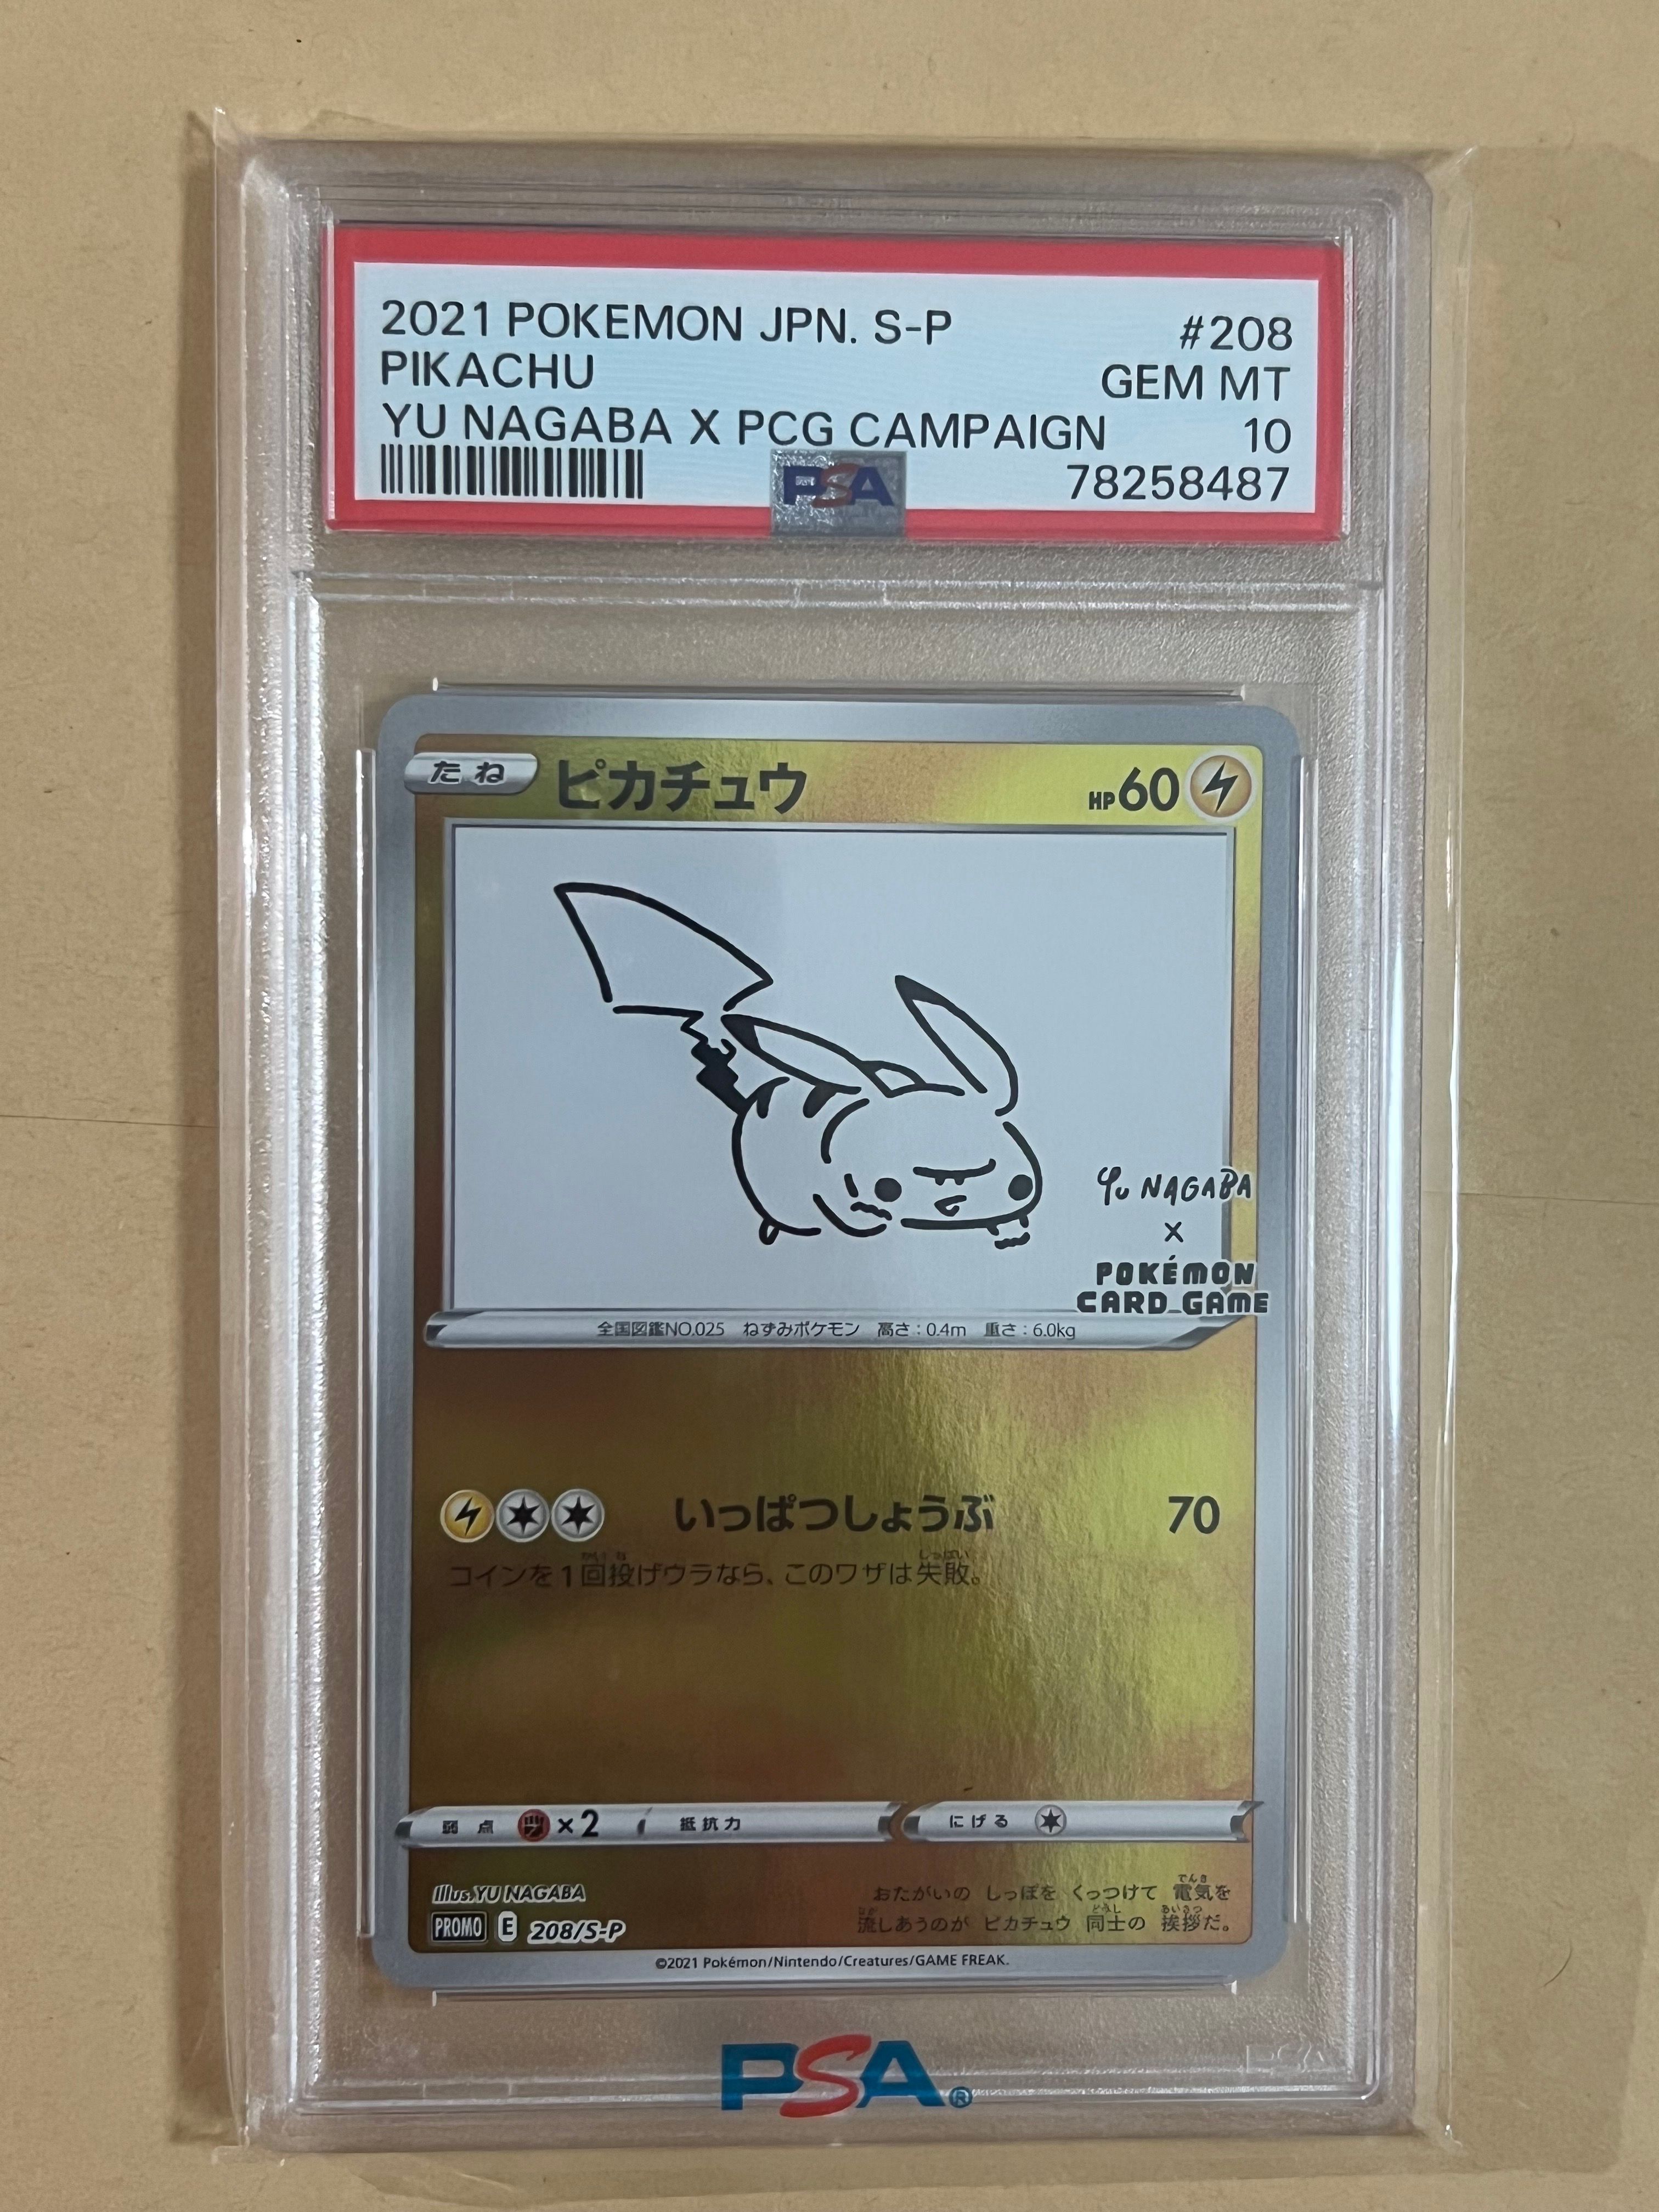 2021 POKEMON JPN. S-P #208
PIKACHU GEM MT
YU NAGABA X PCG CAMPAIGN 10
PSA 78258487
たね ピカチュウ HP60
YU NAGABA
X
POKÉMON
CARD GAME
全国図鑑NO.025 ねずみポケモン 高さ:0.4m 重さ:6.0kg
いっぱつしょうぶ 70
コインを1回投げウラなら、このワザは失敗。
弱点 ×2 抵抗力 にげる
Illus.YU NAGABA
PROMO E 208/S-P
おたがいの しっぽを くっつけて 電気を
流しあうのが ピカチュウ 同士の 挨拶だ。
©2021 Pokémon/Nintendo/Creatures/GAME FREAK.
PSA®